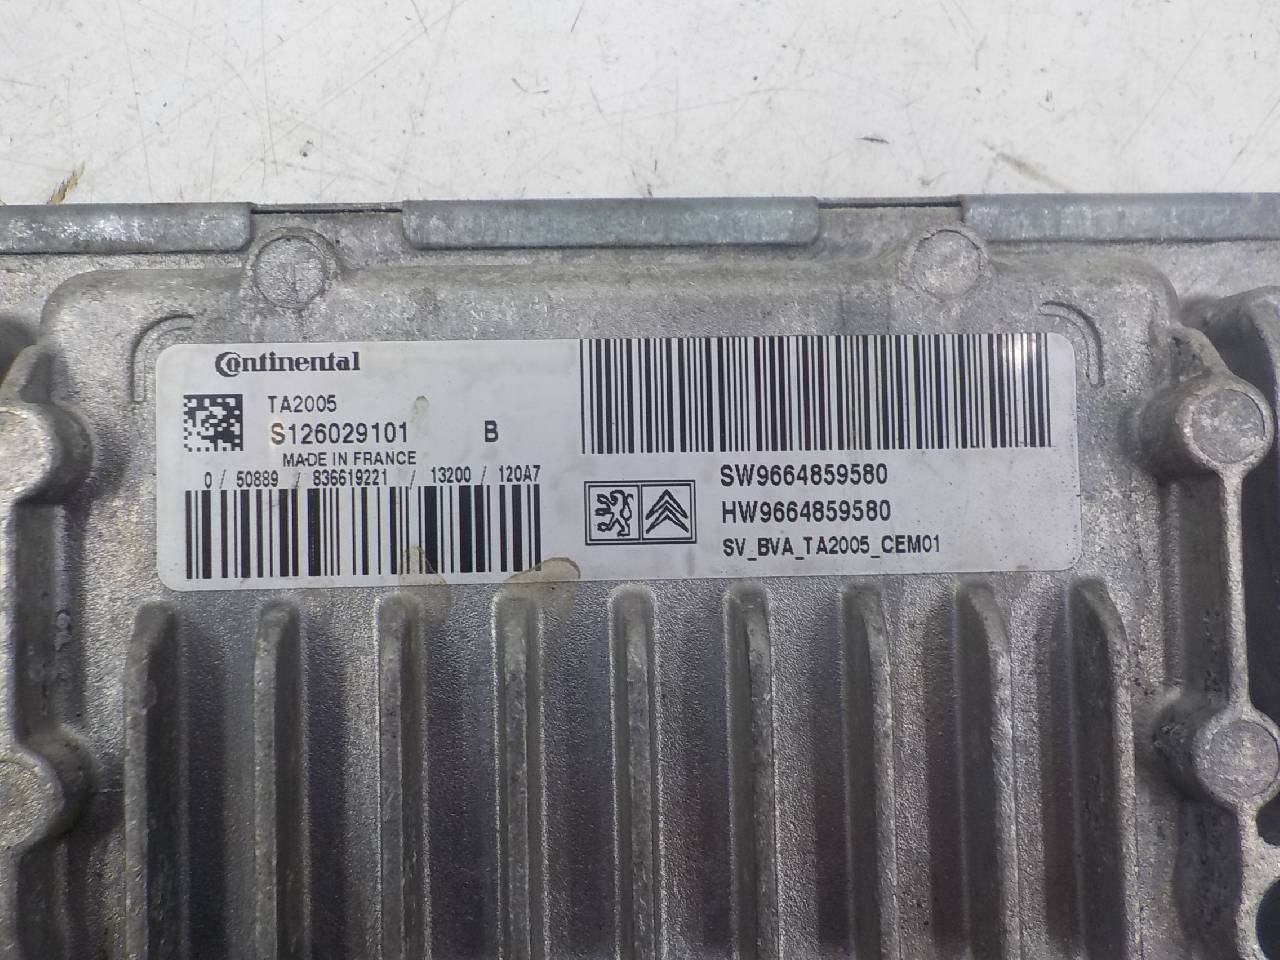 Continental
TA2005
S126029101 B
MADE IN FRANCE
0 / 50889 / 836619221 / 13200 / 120A7
SW9664859580
HW9664859580
SV_BVA_TA2005_CEM01